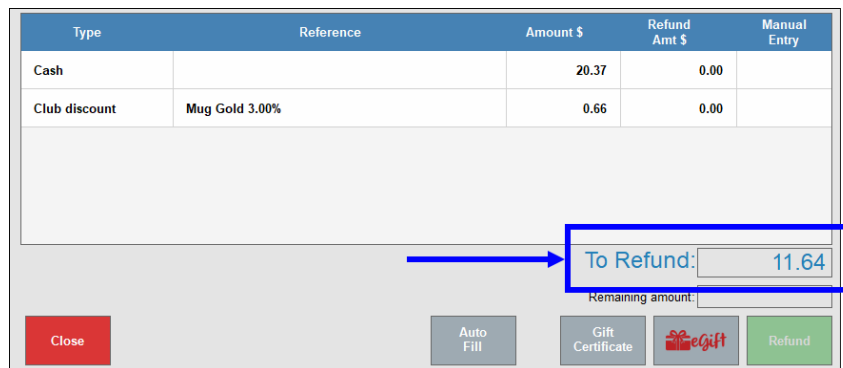 Type Reference Amount $ Refund Amt $ Manual Entry
Cash 20.37 0.00
Club discount Mug Gold 3.00% 0.66 0.00
To Refund: 11.64
Remaining amount:
Close Auto Fill Gift Certificate eGift Refund